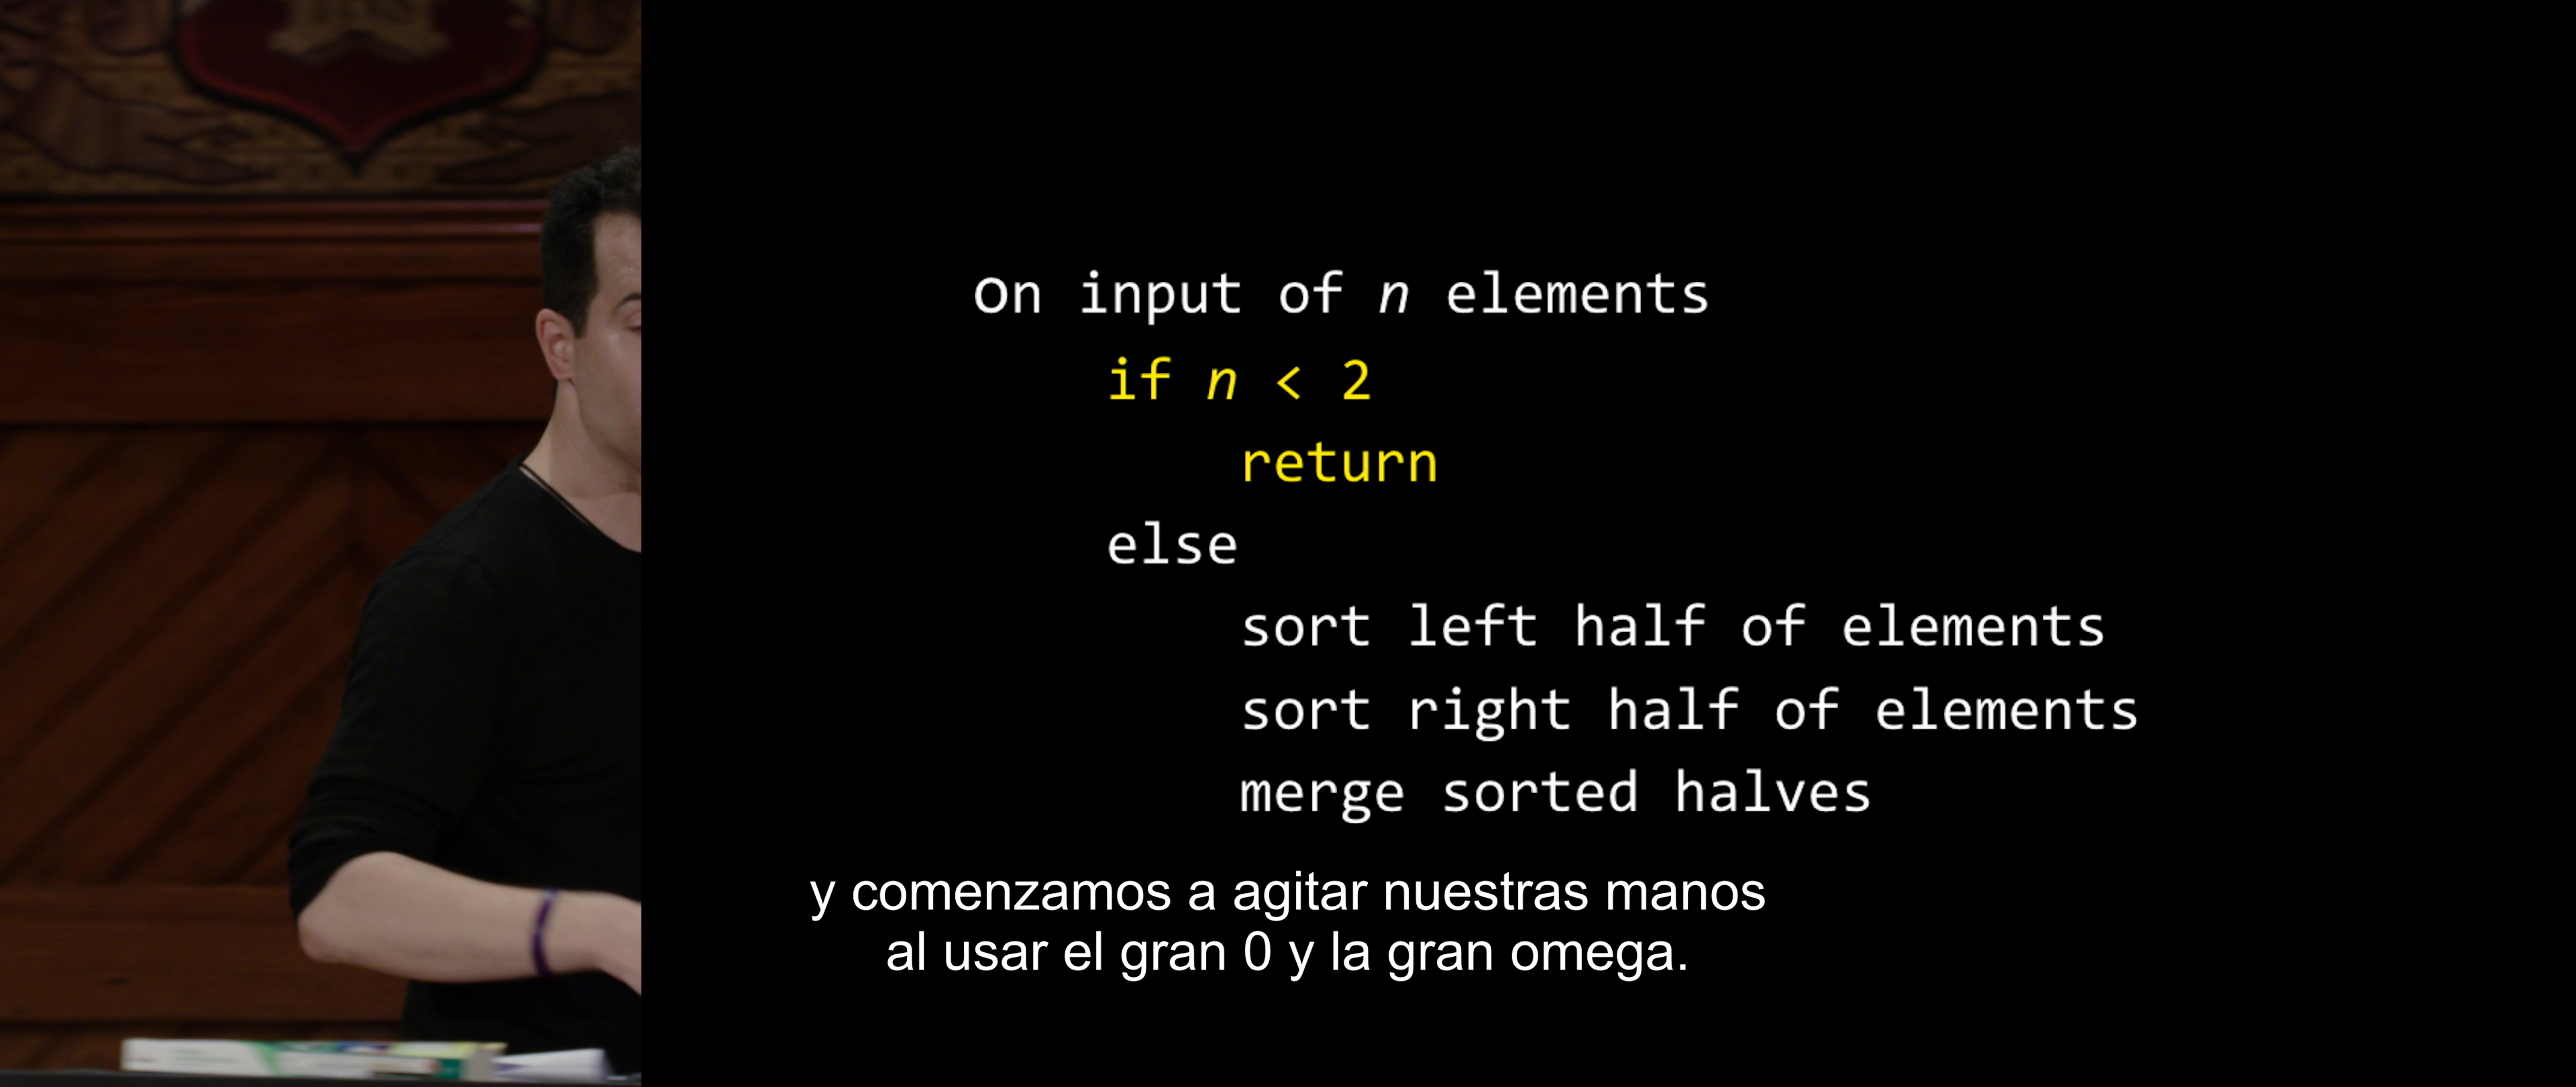 On input of n elements
if n < 2
return
else
sort left half of elements
sort right half of elements
merge sorted halves
y comenzamos a agitar nuestras manos
al usar el gran 0 y la gran omega.